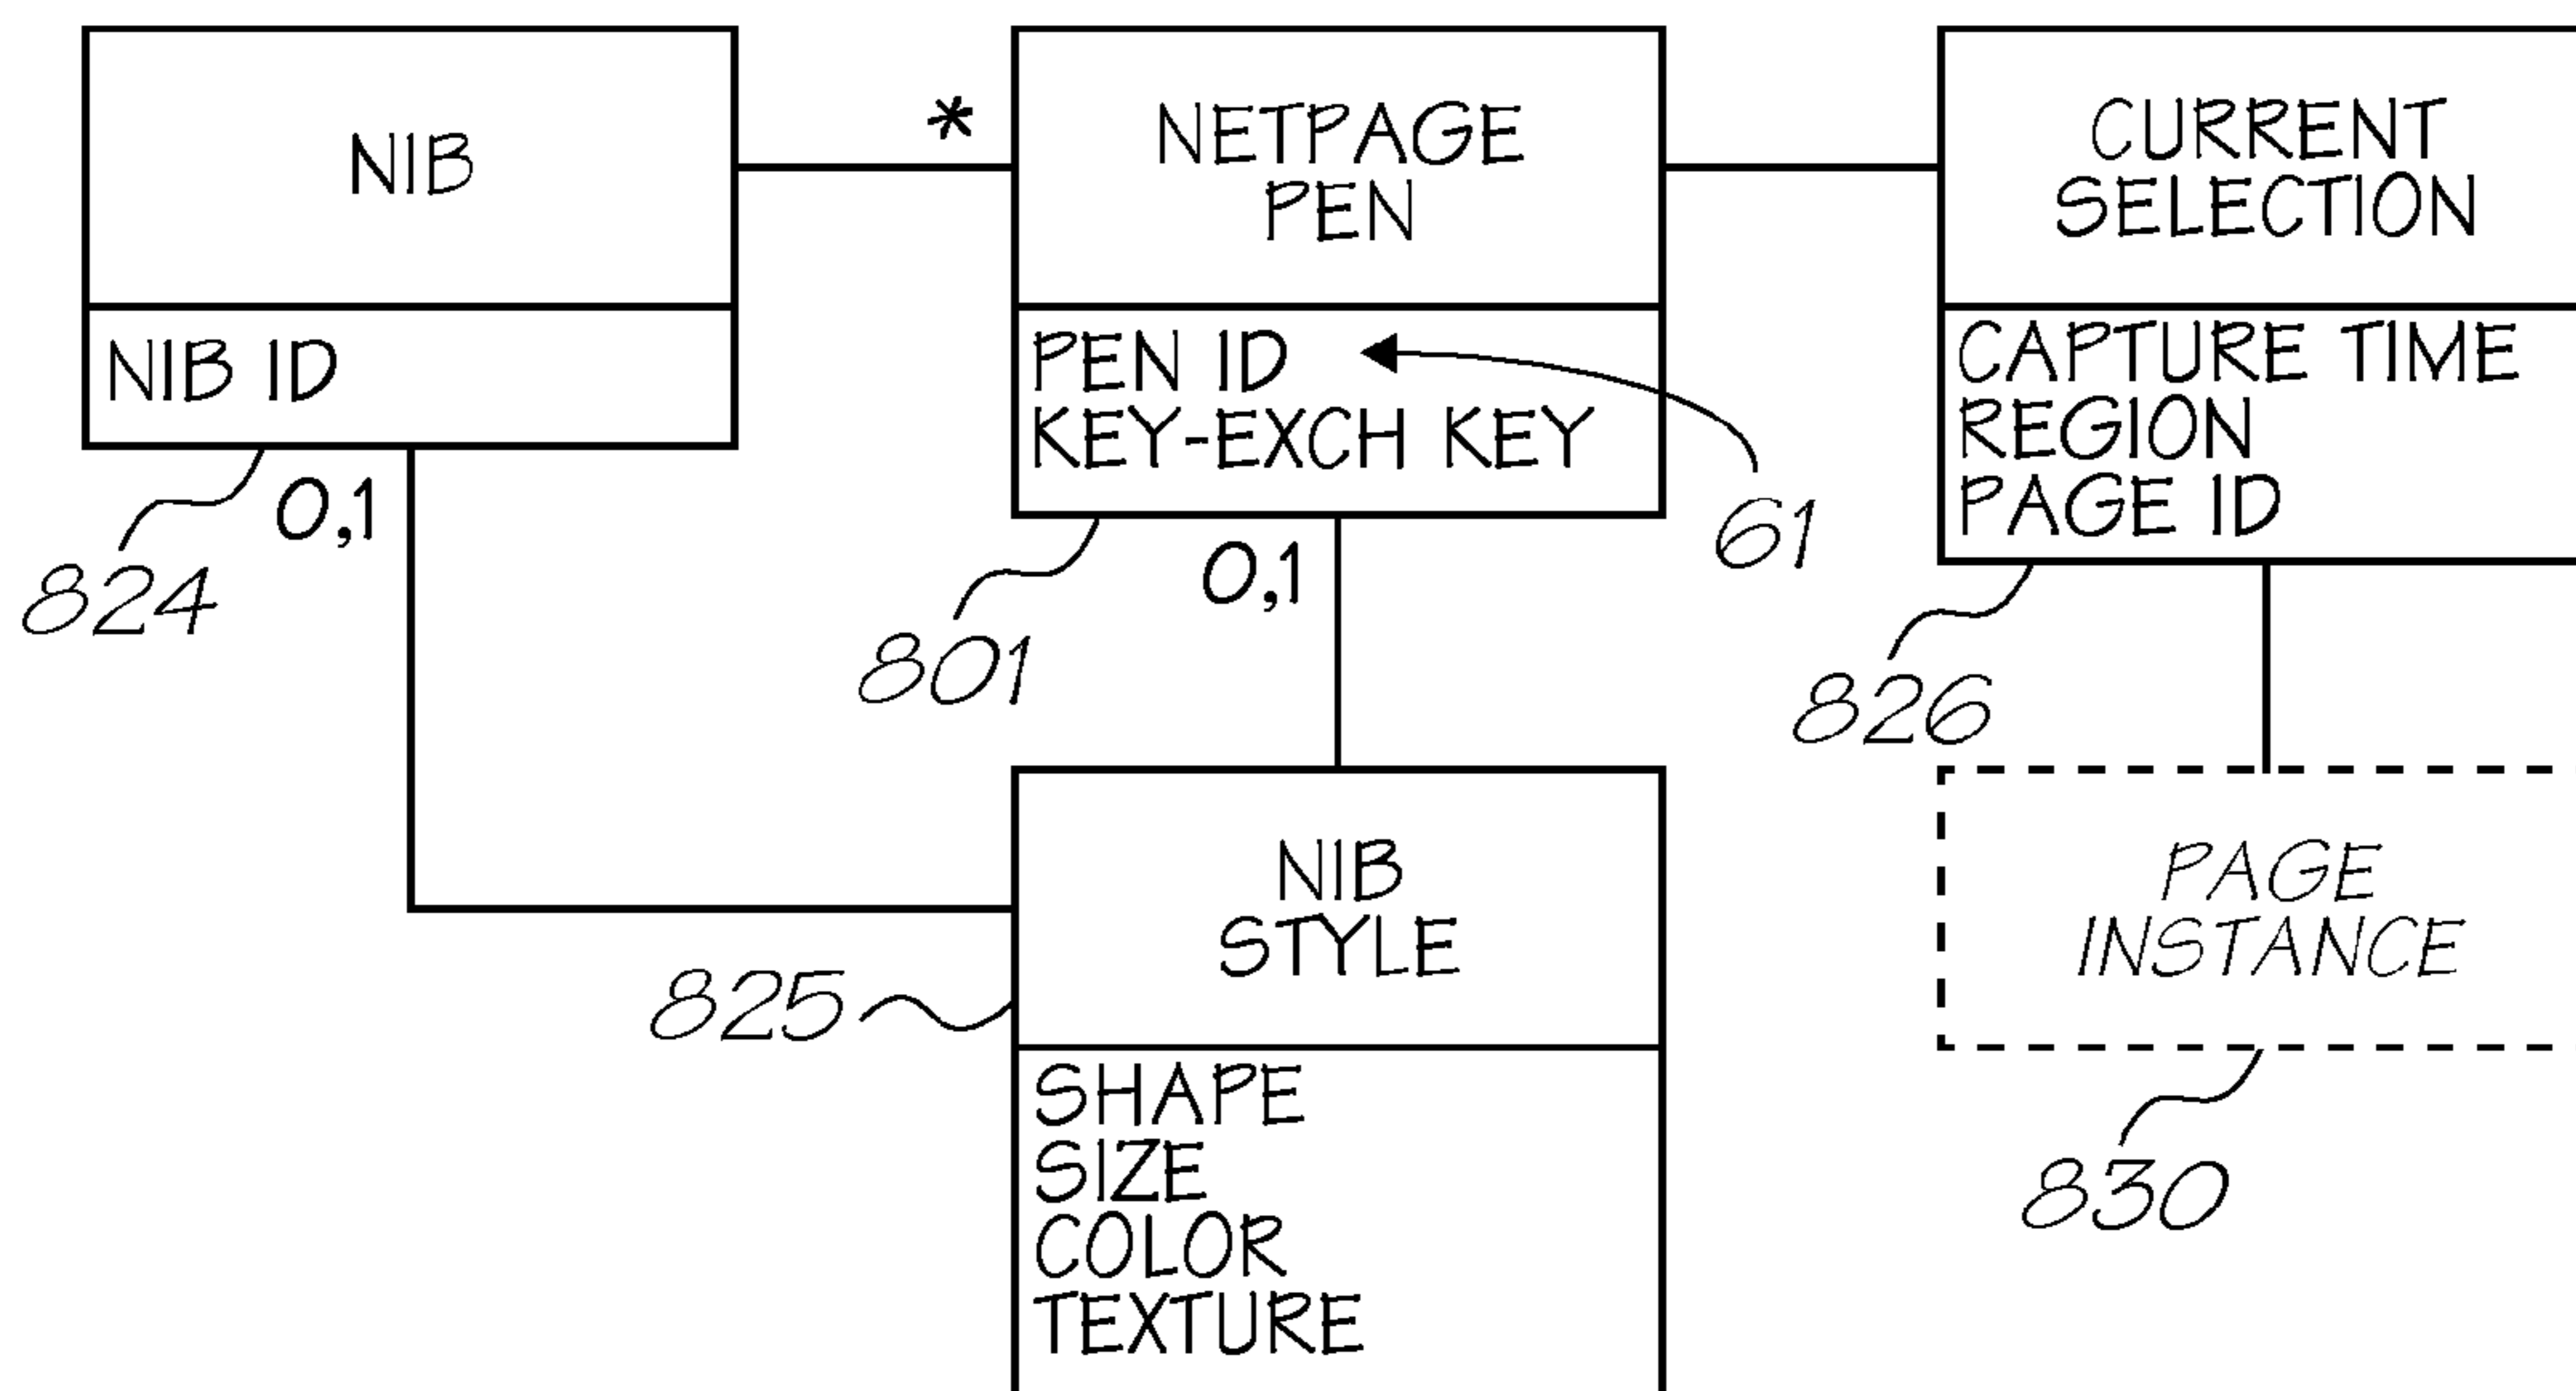 NIB
NIB ID
824
0,1
*
NETPAGE
PEN
PEN ID
KEY-EXCH KEY
61
801
0,1
CURRENT
SELECTION
CAPTURE TIME
REGION
PAGE ID
826
NIB
STYLE
825
SHAPE
SIZE
COLOR
TEXTURE
PAGE
INSTANCE
830